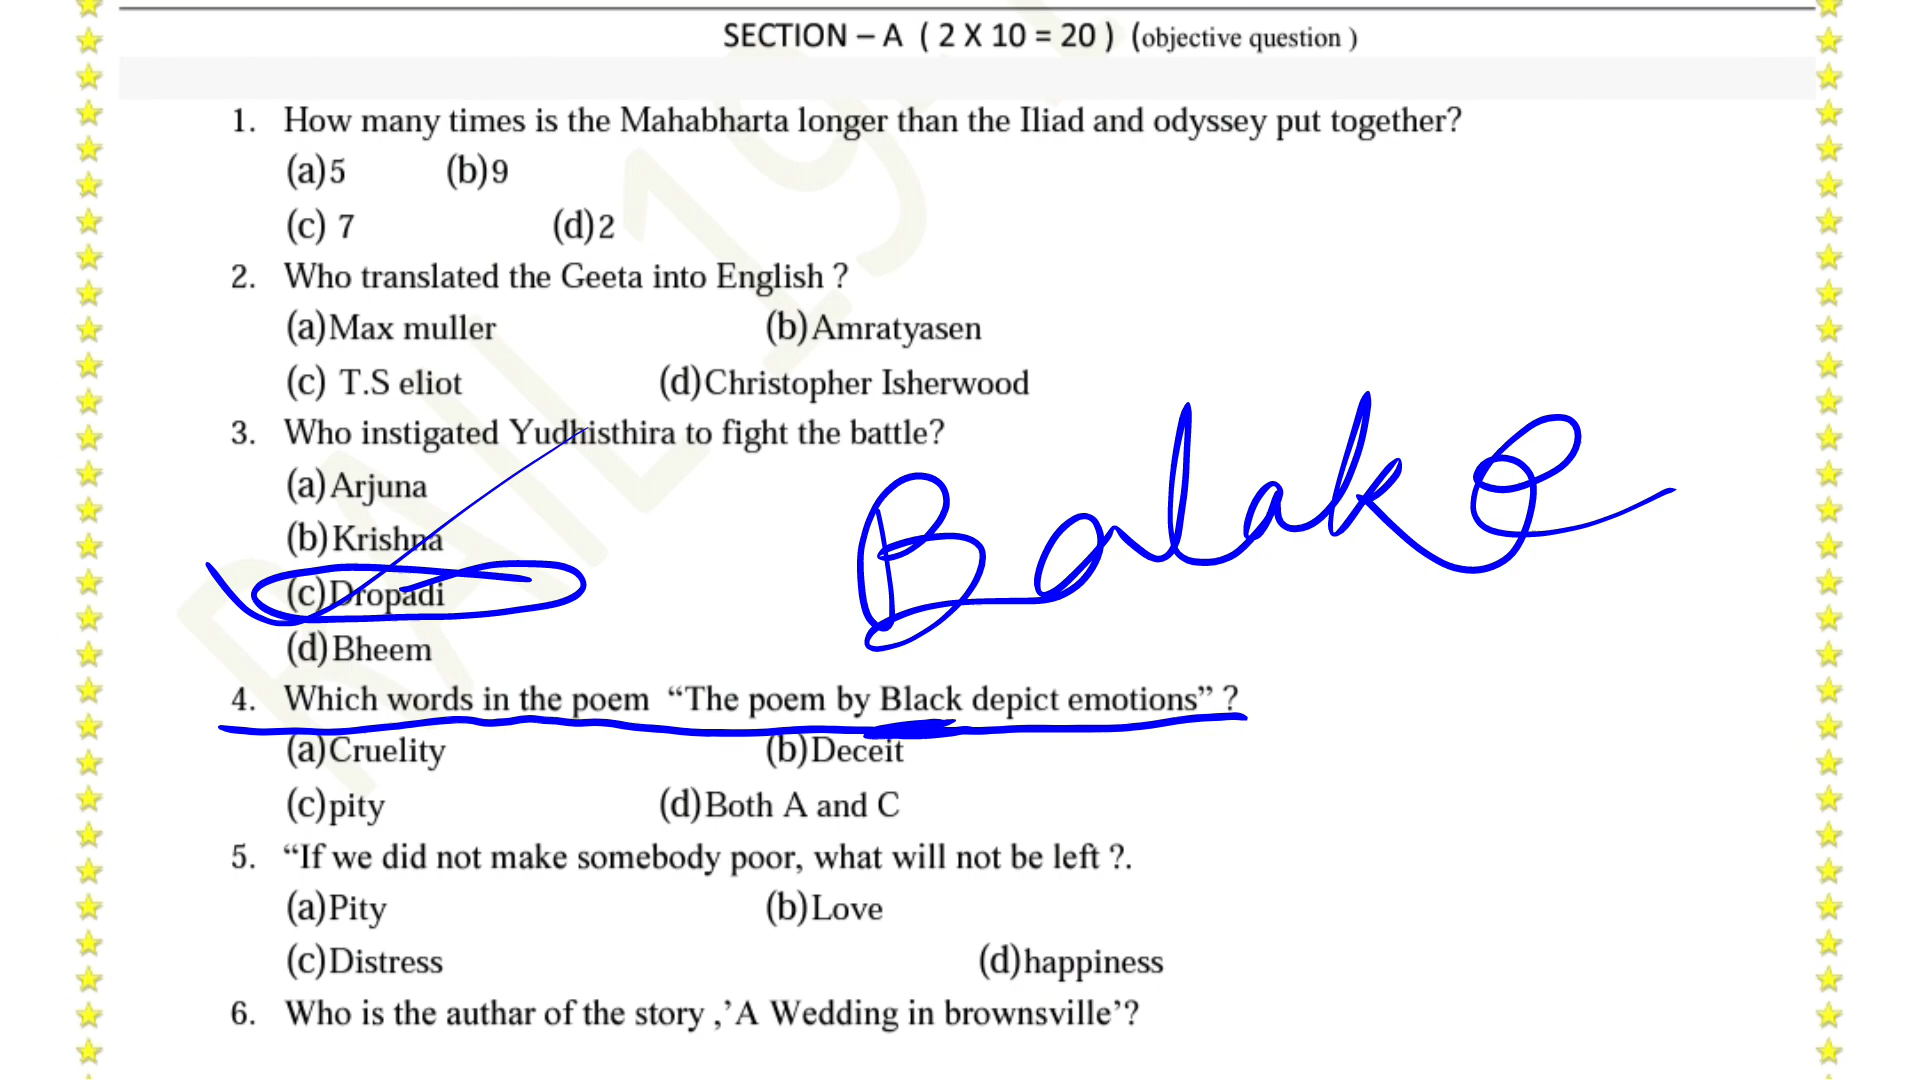 SECTION – A ( 2 X 10 = 20 ) (objective question )
1. How many times is the Mahabharta longer than the Iliad and odyssey put together?
(a)5 (b)9
(c) 7 (d)2
2. Who translated the Geeta into English ?
(a)Max muller (b)Amratyasen
(c) T.S eliot (d)Christopher Isherwood
3. Who instigated Yudhisthira to fight the battle?
(a)Arjuna
(b)Krishna
(c)Dropadi
(d)Bheem
Balake
4. Which words in the poem “The poem by Black depict emotions” ?
(a)Cruelity (b)Deceit
(c)pity (d)Both A and C
5. “If we did not make somebody poor, what will not be left ?.
(a)Pity (b)Love
(c)Distress (d)happiness
6. Who is the authar of the story ,’A Wedding in brownsville’?